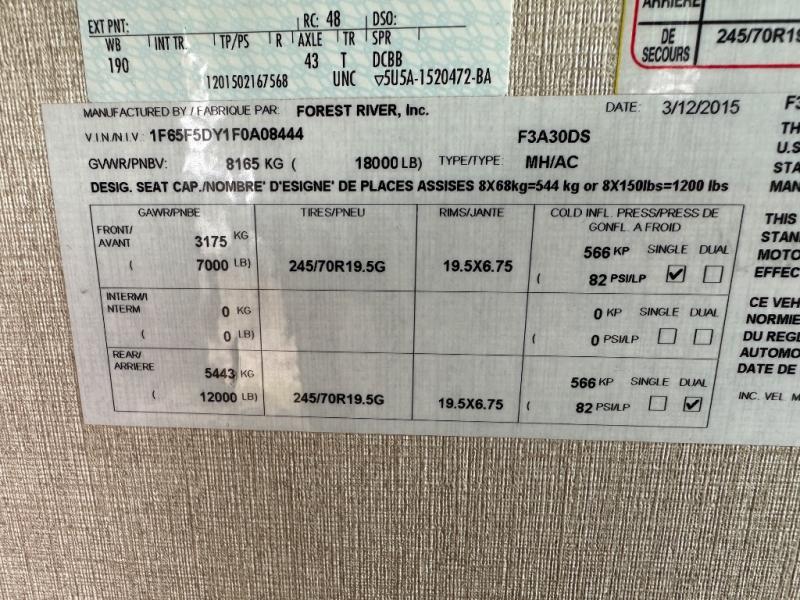 EXT PNT: RC: 48 DSO:
WB INT TR TP/PS R AXLE TR SPR
190 43 T DCBB
1201502167568 UNC ▽5U5A-1520472-BA
ARRIERE
DE SECOURS 245/70R19.5
MANUFACTURED BY / FABRIQUE PAR: FOREST RIVER, Inc. DATE: 3/12/2015
V I N / N I V: 1F65F5DY1F0A08444 F3A30DS
GVWR/PNBV: 8165 KG ( 18000 LB) TYPE/TYPE: MH/AC
DESIG. SEAT CAP./NOMBRE' D'ESIGNE' DE PLACES ASSISES 8X68kg=544 kg or 8X150lbs=1200 lbs
GAWR/PNBE TIRES/PNEU RIMS/JANTE COLD INFL. PRESS/PRESS DE
GONFL. A FROID
FRONT/
AVANT 3175 KG 566 KP SINGLE DUAL
( 7000 LB) 245/70R19.5G 19.5X6.75 ( 82 PSI/LP ☑ ☐
INTERM/I
NTERM 0 KG 0 KP SINGLE DUAL
( 0 LB) ( 0 PSI/LP ☐ ☐
REAR/
ARRIERE 5443 KG 566 KP SINGLE DUAL
( 12000 LB) 245/70R19.5G 19.5X6.75 ( 82 PSI/LP ☐ ☑
TH
U.S
STA
MAN
THIS
STAN
MOTO
EFFEC
CE VEH
NORMIE
DU REGL
AUTOMO
DATE DE
INC. VEL M